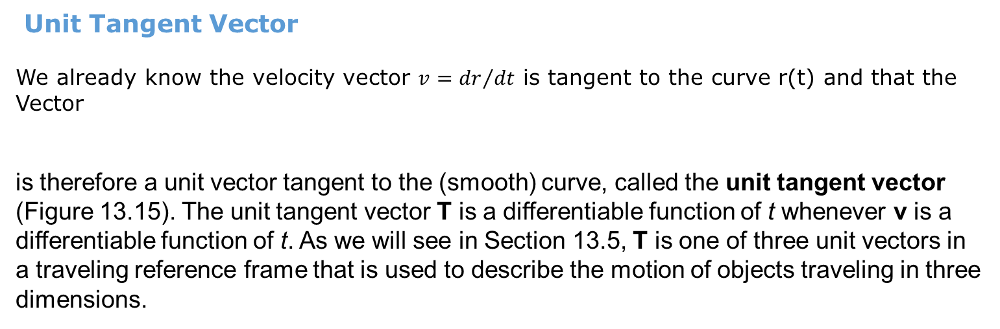 Unit Tangent Vector
We already know the velocity vector v = dr/dt is tangent to the curve r(t) and that the
Vector
is therefore a unit vector tangent to the (smooth) curve, called the unit tangent vector
(Figure 13.15). The unit tangent vector T is a differentiable function of t whenever v is a
differentiable function of t. As we will see in Section 13.5, T is one of three unit vectors in
a traveling reference frame that is used to describe the motion of objects traveling in three
dimensions.